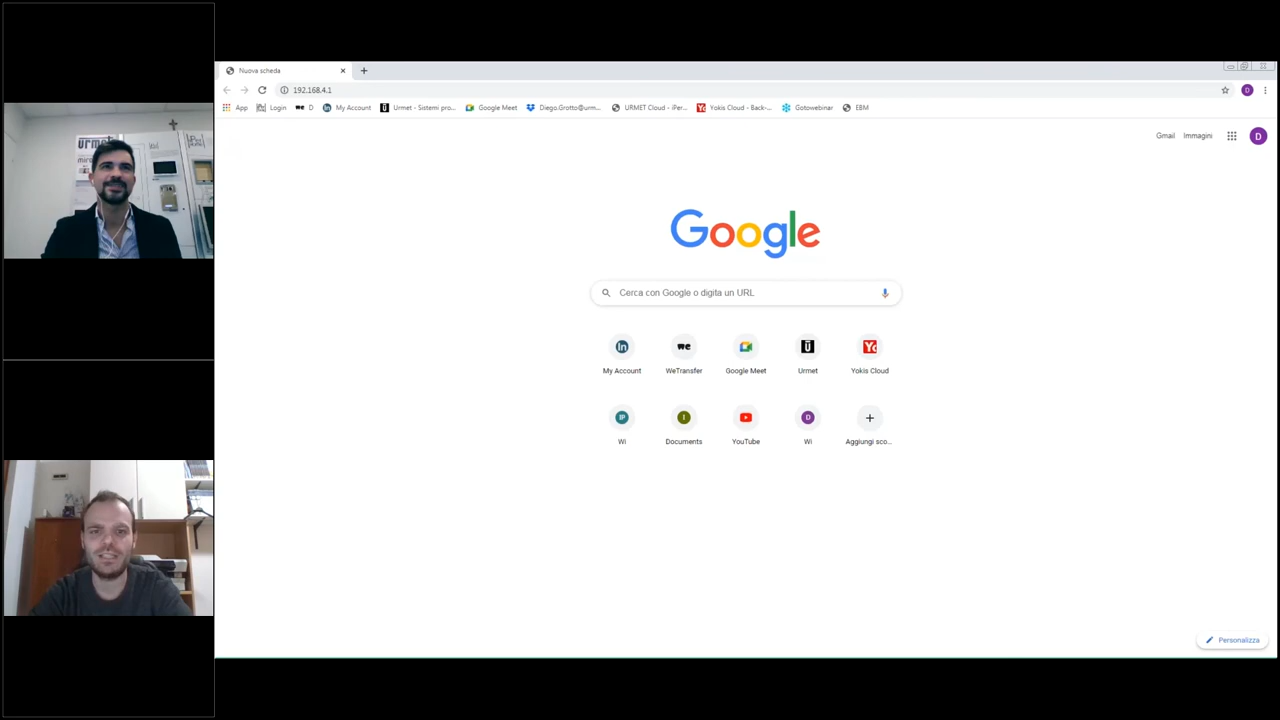 Nuova scheda
192.168.4.1
App Login D My Account Urmet - Sistemi pro... Google Meet Diego.Grotto@urm... URMET Cloud - iPer... Yokis Cloud - Back-... Gotowebinar EBM
Gmail Immagini D
urmet
Google
Cerca con Google o digita un URL
My Account WeTransfer Google Meet Urmet Yokis Cloud
Wi Documents YouTube Wi Aggiungi sco...
Personalizza